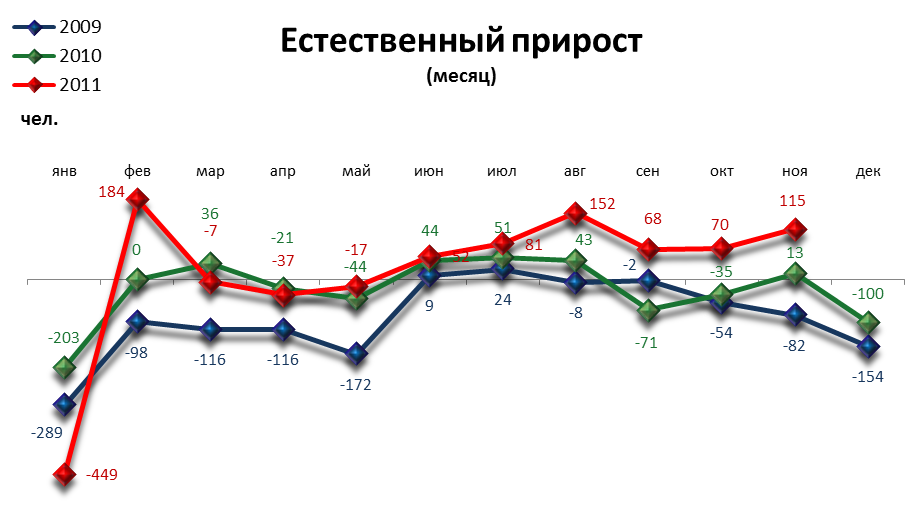 2009
2010
2011
Естественный прирост
(месяц)
чел.
янв фев мар апр май июн июл авг сен окт ноя дек
184 36 -7 0 -21 -37 -17 -44 44 52 51 81 152 43 68 -2 70 -35 115 13 -100
-203 -98 -116 -116 -172 9 24 -8 -71 -54 -82 -154
-289
-449